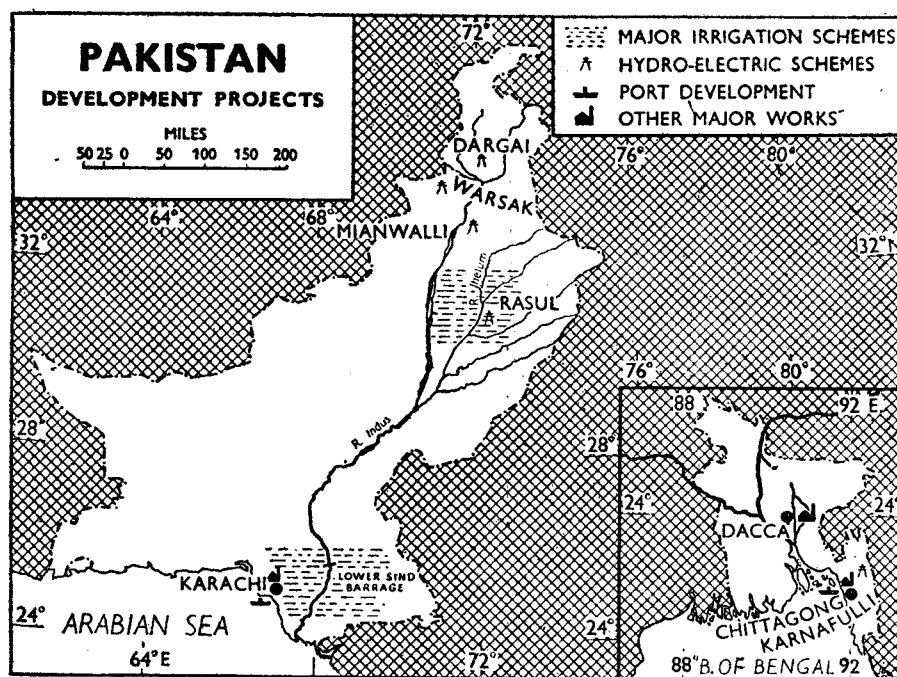 PAKISTAN
DEVELOPMENT PROJECTS
MILES
50 25 0 50 100 150 200
MAJOR IRRIGATION SCHEMES
HYDRO-ELECTRIC SCHEMES
PORT DEVELOPMENT
OTHER MAJOR WORKS
72°
76° 80°
DARGAI
WARSAK
64° 68°
MIANWALLI
32° 32°
R. Jhelum
RASUL
76° 80°
28° 28°
R. Indus
88 92 E.
24° 24°
DACCA
KARACHI
LOWER SIND
BARRAGE
24° 24°
ARABIAN SEA
CHITTAGONG
KARNAFULLI
64° E 72°
88° B. OF BENGAL 92